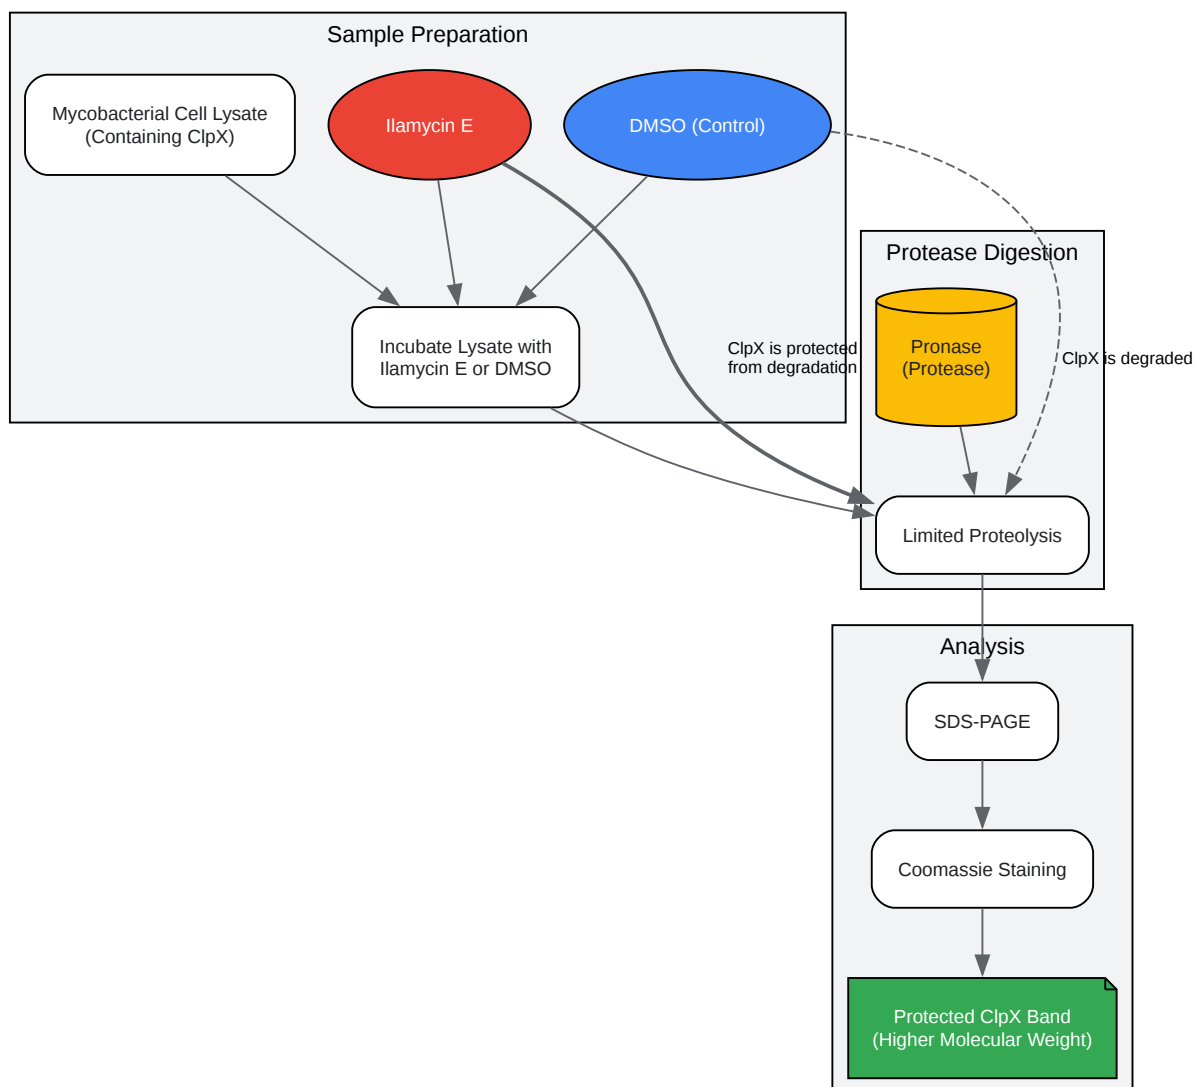 Sample Preparation
Mycobacterial Cell Lysate
(Containing ClpX)
Ilamycin E
DMSO (Control)
Incubate Lysate with
Ilamycin E or DMSO
Protease Digestion
Pronase
(Protease)
ClpX is protected
from degradation
ClpX is degraded
Limited Proteolysis
Analysis
SDS-PAGE
Coomassie Staining
Protected ClpX Band
(Higher Molecular Weight)